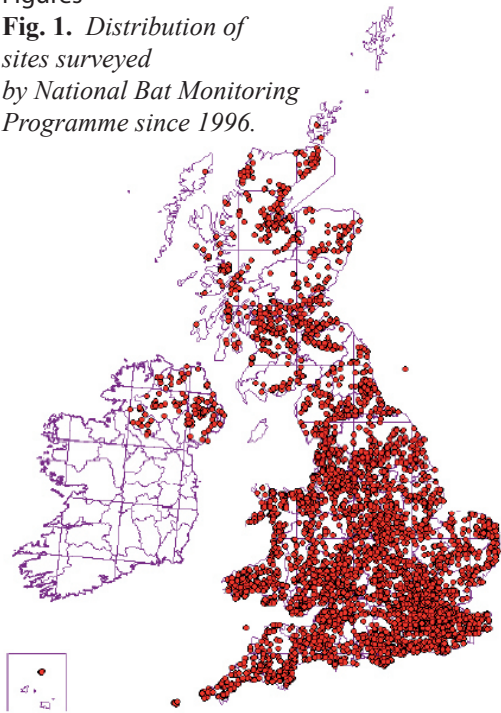 Figures
Fig. 1. Distribution of
sites surveyed
by National Bat Monitoring
Programme since 1996.